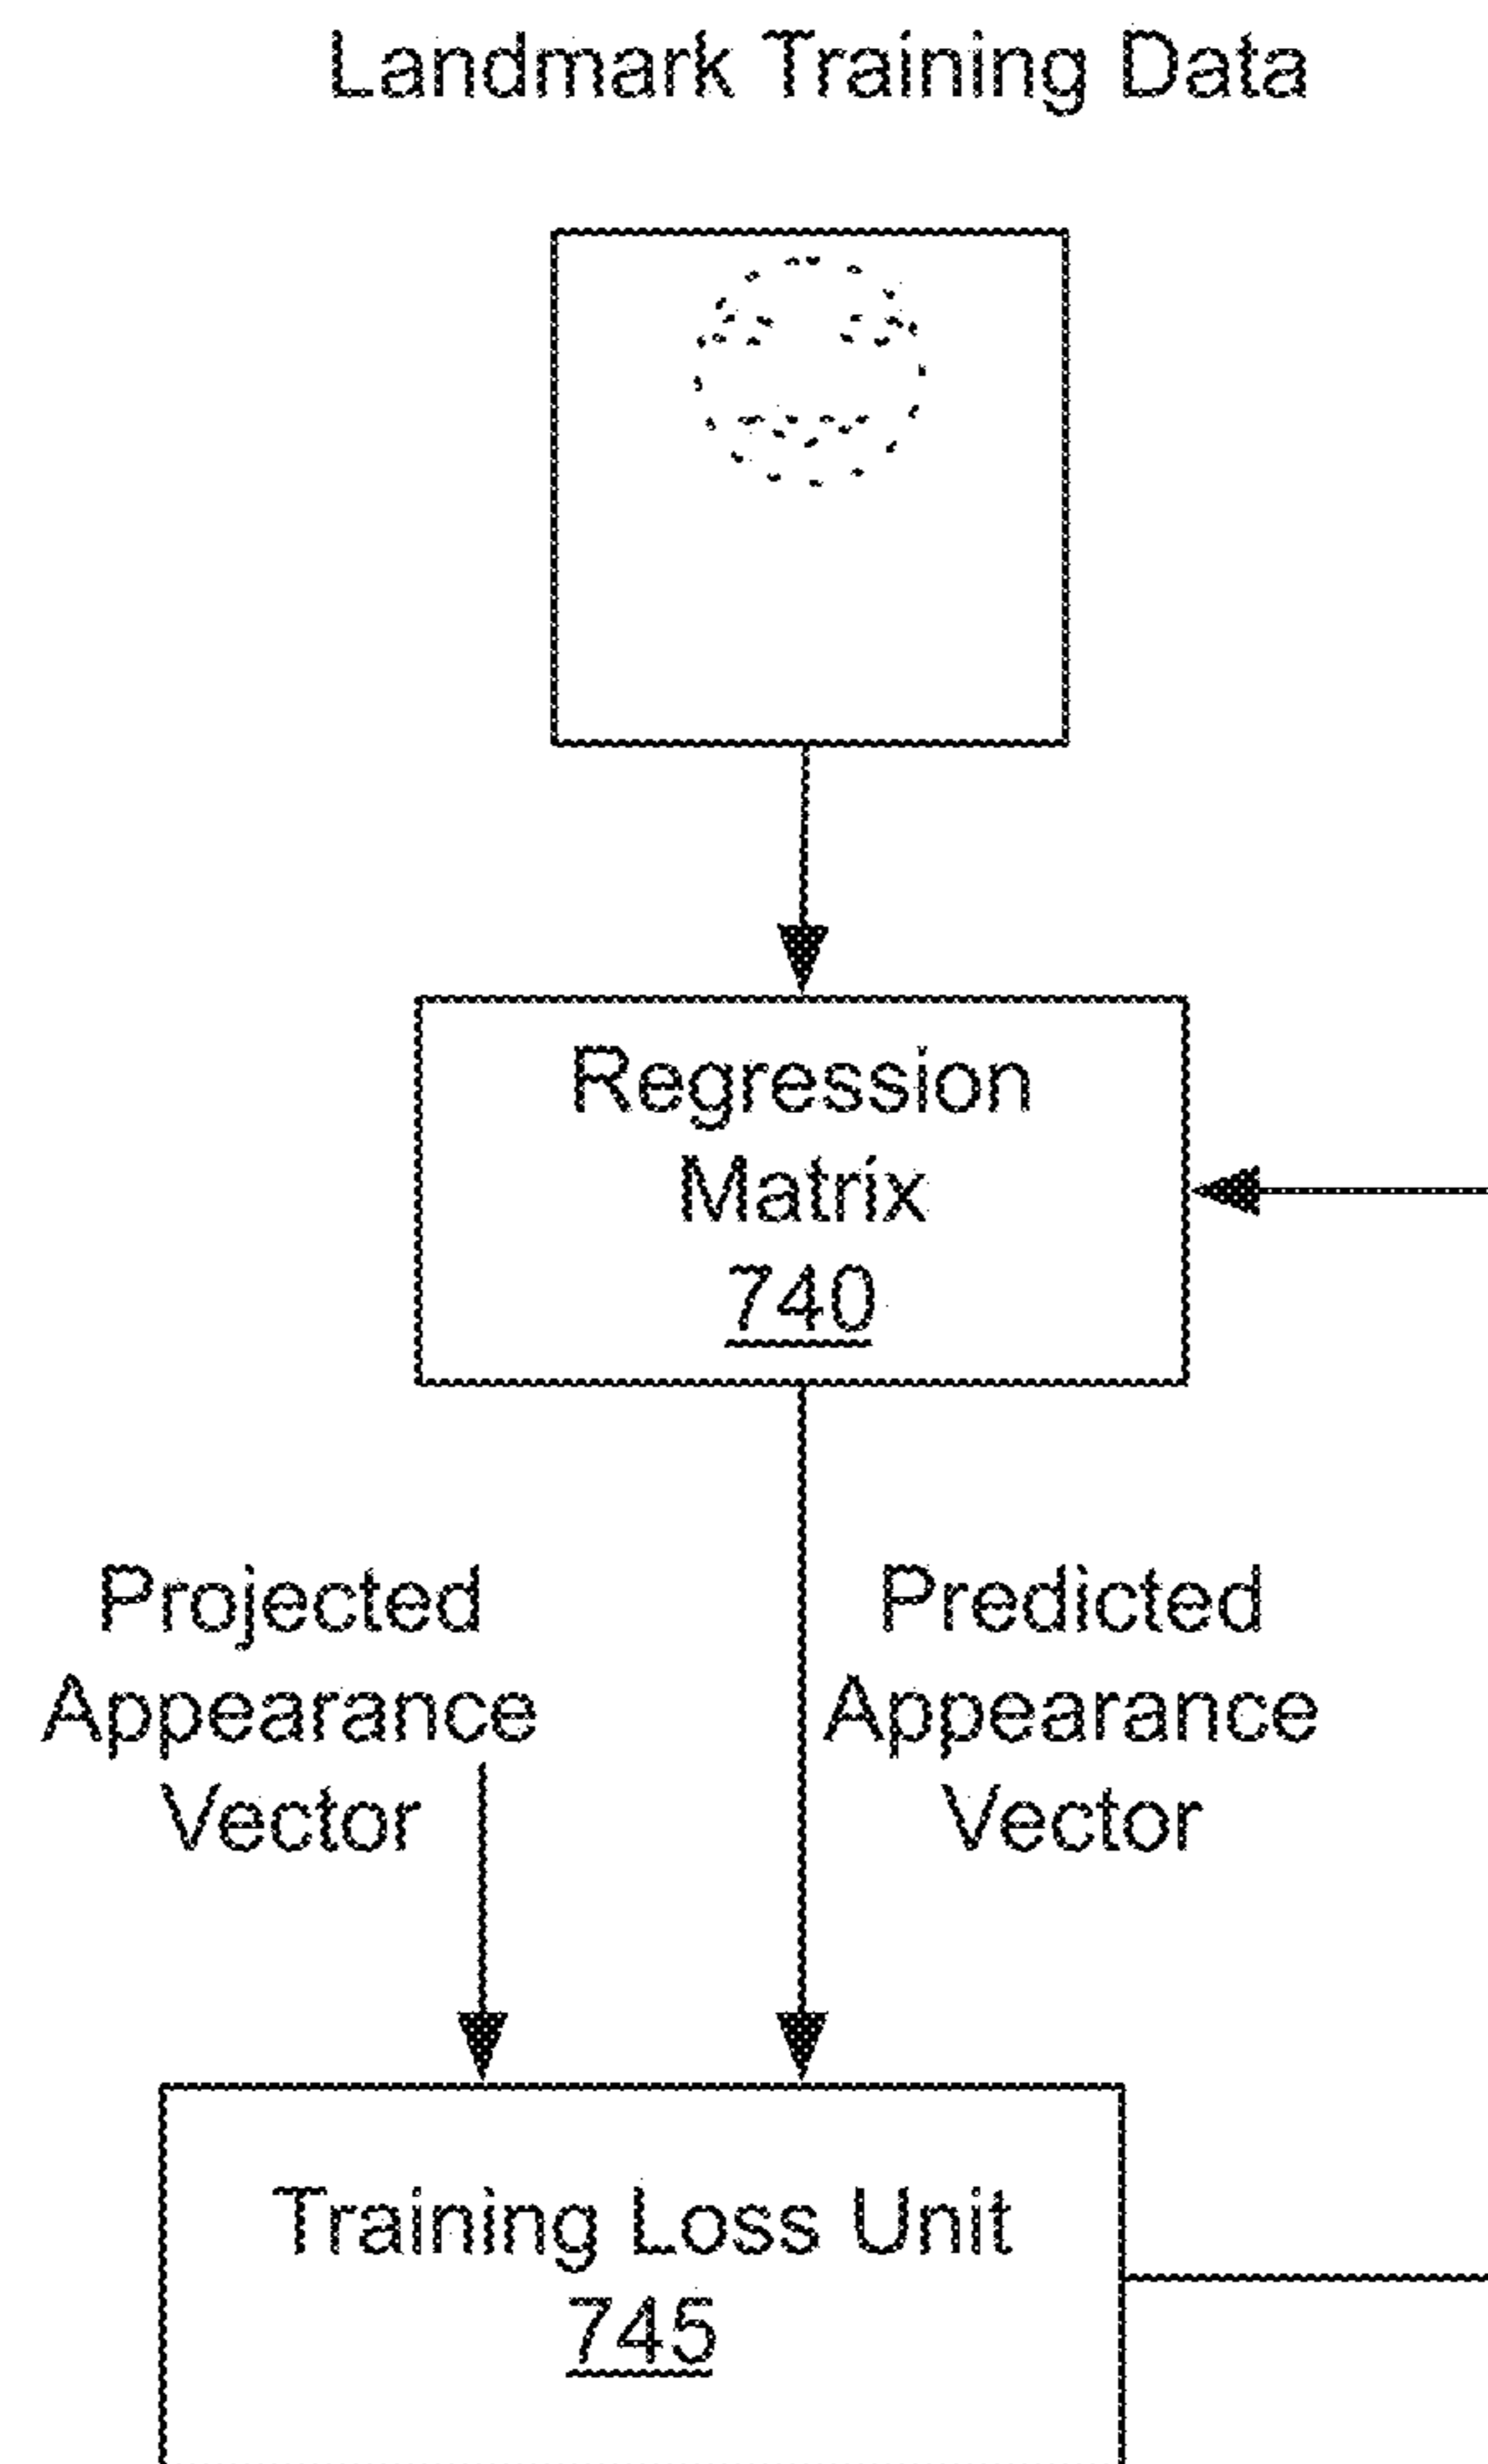 Landmark Training Data
Regression
Matrix
740
Projected
Appearance
Vector
Predicted
Appearance
Vector
Training Loss Unit
745